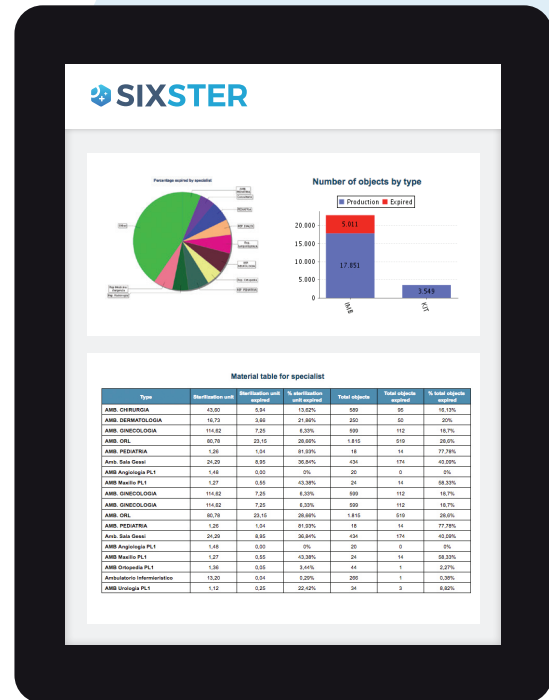 SIXSTER
Percentage expired by specialist
Number of objects by type
Production Expired
20.000
15.000
10.000
5.000
0
5.011
17.851
3.549
IMB
KIT
Material table for specialist
Type Sterilisation unit Sterilisation unit expired % sterilisation unit expired Total objects Total objects expired % total objects expired
AMB. CHIRURGIA 43,60 5,94 13,62% 589 95 16,13%
AMB. DERMATOLOGIA 16,73 3,66 21,86% 250 50 20%
AMB. GINECOLOGIA 114,62 7,25 6,33% 599 112 18,7%
AMB. ORL 80,78 23,15 28,66% 1.815 519 28,6%
AMB. PEDIATRIA 1,26 1,04 81,93% 18 14 77,78%
Amb. Sala Gessi 24,29 8,95 36,84% 434 174 40,09%
AMB Angiologia PL1 1,48 0,00 0% 20 0 0%
AMB Maxillo PL1 1,27 0,55 43,38% 24 14 58,33%
AMB. GINECOLOGIA 114,62 7,25 6,33% 599 112 18,7%
AMB. GINECOLOGIA 114,62 7,25 6,33% 599 112 18,7%
AMB. ORL 80,78 23,15 28,66% 1.815 519 28,6%
AMB. PEDIATRIA 1,26 1,04 81,93% 18 14 77,78%
Amb. Sala Gessi 24,29 8,95 36,84% 434 174 40,09%
AMB Angiologia PL1 1,48 0,00 0% 20 0 0%
AMB Maxillo PL1 1,27 0,55 43,38% 24 14 58,33%
AMB Ortopedia PL1 1,36 0,05 3,44% 44 1 2,27%
Ambulatorio Infermieristico 13,20 0,04 0,29% 266 1 0,38%
AMB Urologia PL1 1,12 0,25 22,42% 34 3 8,82%